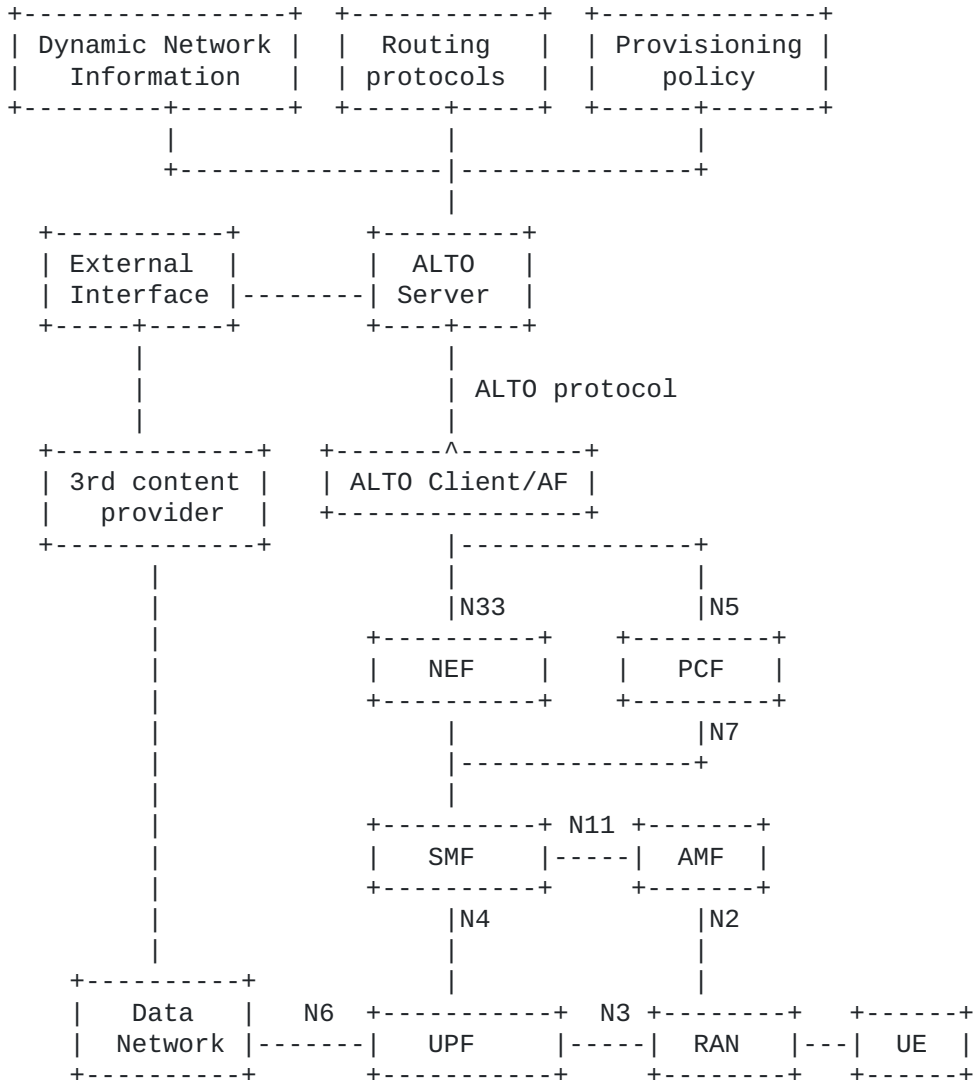 Dynamic Network Information
Routing protocols
Provisioning policy
External Interface
ALTO Server
ALTO protocol
3rd content provider
ALTO Client/AF
N33
N5
NEF
PCF
N7
N11
SMF
AMF
N4
N2
Data Network
N6
UPF
N3
RAN
UE